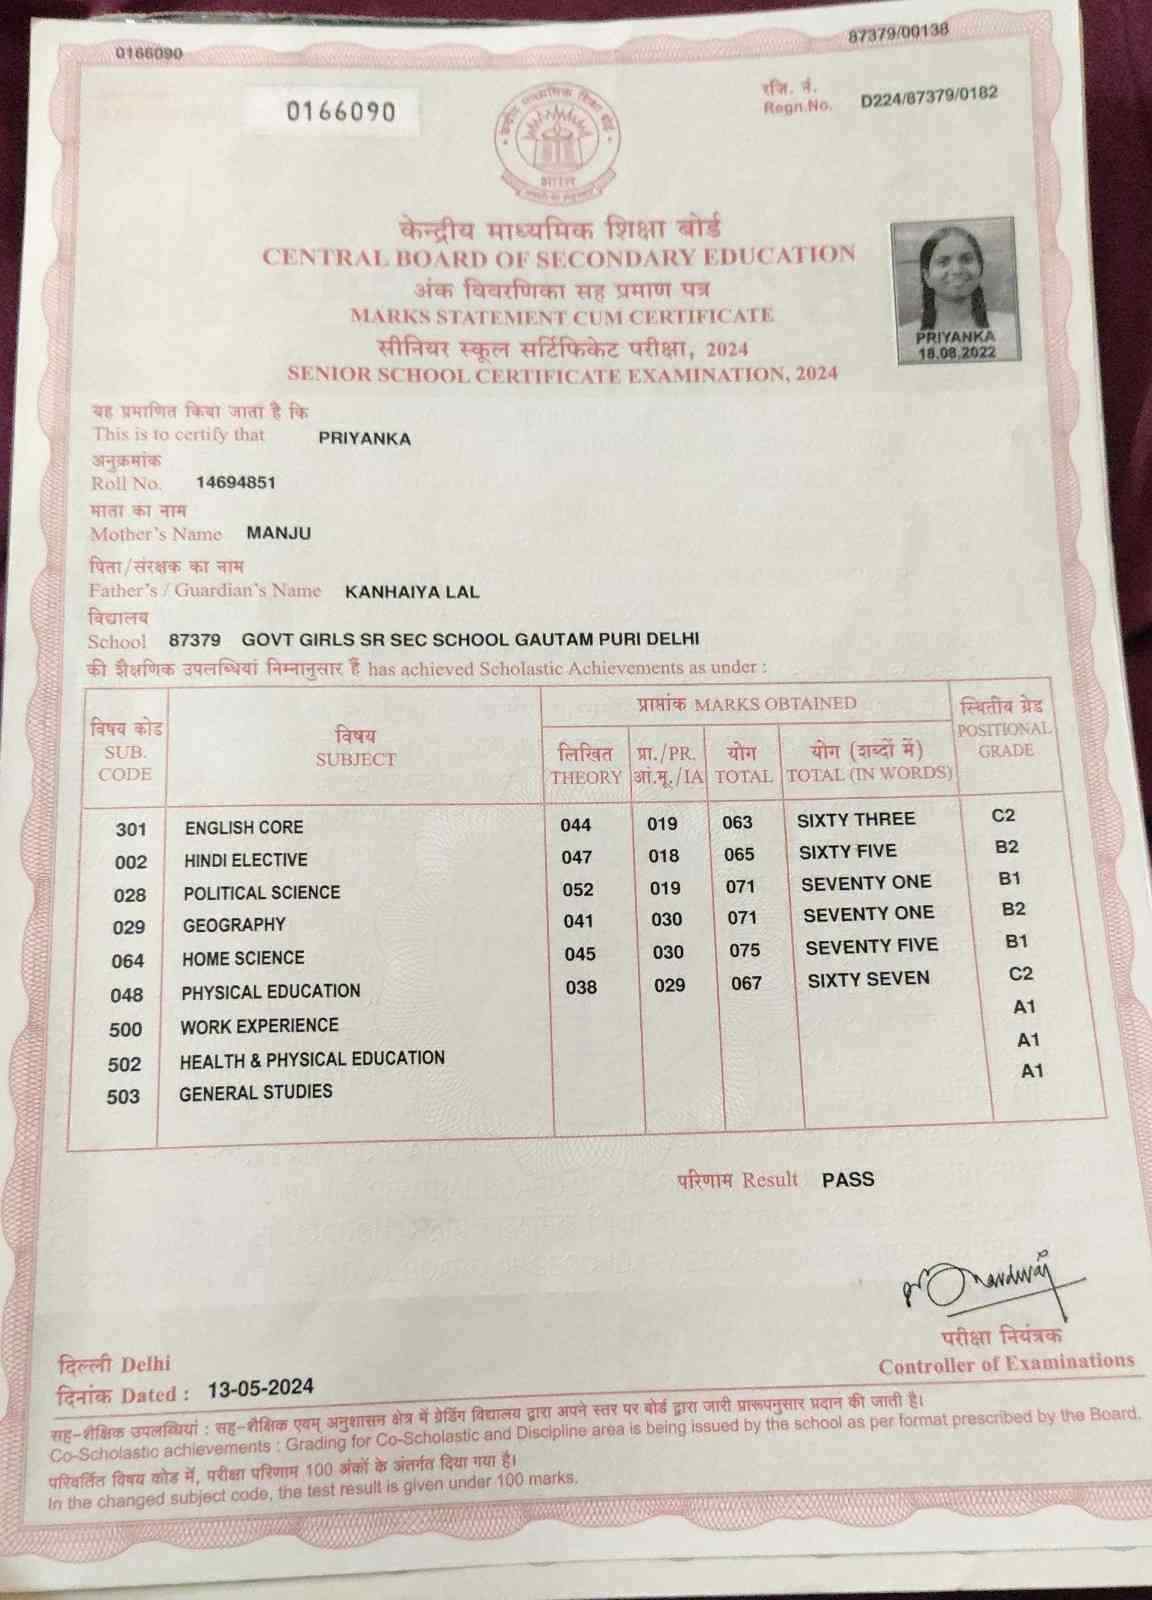 0166090
87379/00138
0166090
रजि. नं.
Regn.No. D224/87379/0182
भारत
केन्द्रीय माध्यमिक शिक्षा बोर्ड
CENTRAL BOARD OF SECONDARY EDUCATION
अंक विवरणिका सह प्रमाण पत्र
MARKS STATEMENT CUM CERTIFICATE
सीनियर स्कूल सर्टिफिकेट परीक्षा, 2024
SENIOR SCHOOL CERTIFICATE EXAMINATION, 2024
PRIYANKA
18.08.2022
यह प्रमाणित किया जाता है कि
This is to certify that PRIYANKA
अनुक्रमांक
Roll No. 14694851
माता का नाम
Mother's Name MANJU
पिता/संरक्षक का नाम
Father's / Guardian's Name KANHAIYA LAL
विद्यालय
School 87379 GOVT GIRLS SR SEC SCHOOL GAUTAM PURI DELHI
की शैक्षणिक उपलब्धियां निम्नानुसार हैं has achieved Scholastic Achievements as under :
विषय कोड SUB. CODE विषय SUBJECT प्राप्तांक MARKS OBTAINED स्थितीय ग्रेड POSITIONAL GRADE
लिखित THEORY प्रा./PR. आं.मू./IA योग TOTAL योग (शब्दों में) TOTAL (IN WORDS)
301 ENGLISH CORE 044 019 063 SIXTY THREE C2
002 HINDI ELECTIVE 047 018 065 SIXTY FIVE B2
028 POLITICAL SCIENCE 052 019 071 SEVENTY ONE B1
029 GEOGRAPHY 041 030 071 SEVENTY ONE B2
064 HOME SCIENCE 045 030 075 SEVENTY FIVE B1
048 PHYSICAL EDUCATION 038 029 067 SIXTY SEVEN C2
500 WORK EXPERIENCE A1
502 HEALTH & PHYSICAL EDUCATION A1
503 GENERAL STUDIES A1
परिणाम Result PASS
परीक्षा नियंत्रक
Controller of Examinations
दिल्ली Delhi
दिनांक Dated : 13-05-2024
सह-शैक्षिक उपलब्धियां : सह-शैक्षिक एवम् अनुशासन क्षेत्र में ग्रेडिंग विद्यालय द्वारा अपने स्तर पर बोर्ड द्वारा जारी प्रारूपनुसार प्रदान की जाती है।
Co-Scholastic achievements : Grading for Co-Scholastic and Discipline area is being issued by the school as per format prescribed by the Board.
परिवर्तित विषय कोड में, परीक्षा परिणाम 100 अंकों के अंतर्गत दिया गया है।
In the changed subject code, the test result is given under 100 marks.